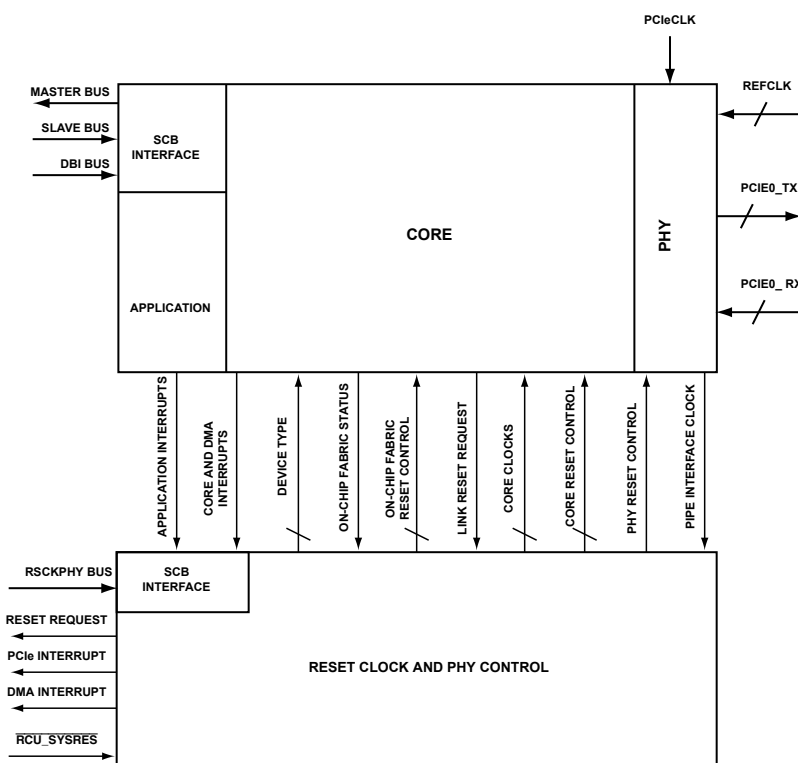 PCIeCLK
MASTER BUS
SLAVE BUS
DBI BUS
SCB
INTERFACE
APPLICATION
CORE
PHY
REFCLK
PCIE0_TX
PCIE0_ RX
APPLICATION INTERRUPTS
CORE AND DMA
INTERRUPTS
DEVICE TYPE
ON-CHIP FABRIC STATUS
ON-CHIP FABRIC
RESET CONTROL
LINK RESET REQUEST
CORE CLOCKS
CORE RESET CONTROL
PHY RESET CONTROL
PIPE INTERFACE CLOCK
RSCKPHY BUS
RESET REQUEST
PCIe INTERRUPT
DMA INTERRUPT
RCU_SYSRES
SCB
INTERFACE
RESET CLOCK AND PHY CONTROL